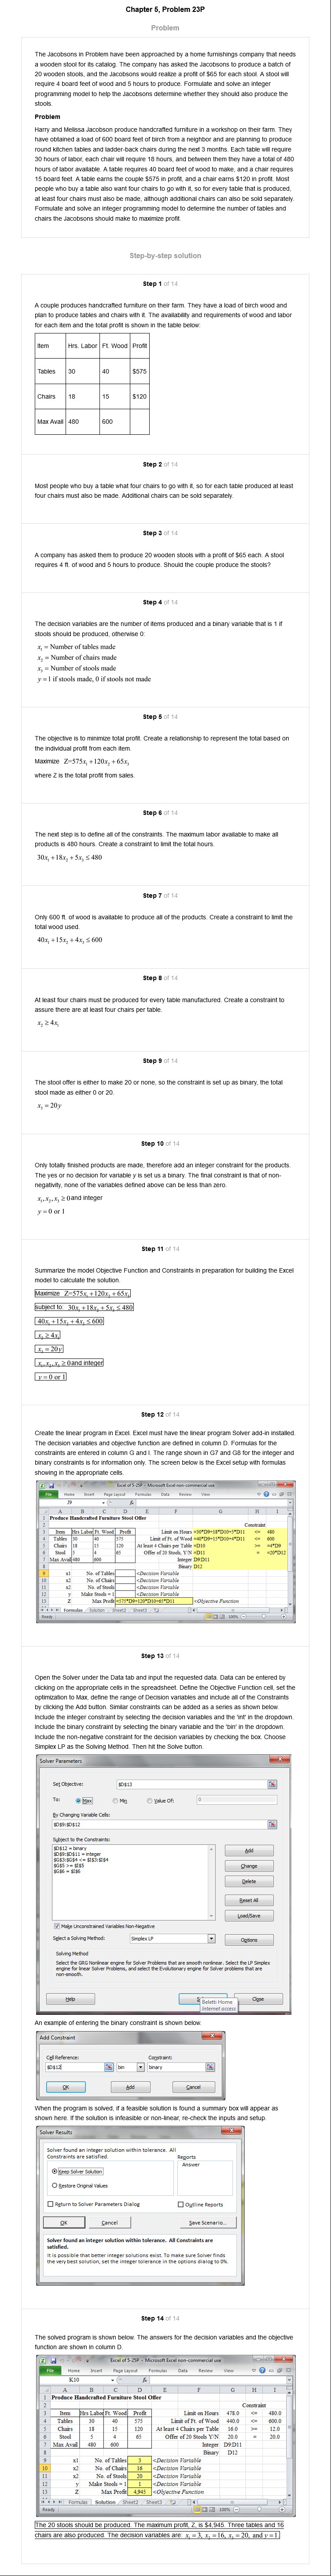 Chapter 5, Problem 23P
Problem
The Jacobsons in Problem have been approached by a home furnishings company that needs
a wooden stool for its catalog. The company has asked the Jacobsons to produce a batch of
20 wooden stools, and the Jacobsons would realize a profit of $65 for each stool. A stool will
require 4 board feet of wood and 5 hours to produce. Formulate and solve an integer
programming model to help the Jacobsons determine whether they should also produce the
stools.
Problem
Harry and Melissa Jacobson produce handcrafted furniture in a workshop on their farm. They
have obtained a load of 600 board feet of birch from a neighbor and are planning to produce
round kitchen tables and ladder-back chairs during the next 3 months. Each table will require
30 hours of labor, each chair will require 18 hours, and between them they have a total of 480
hours of labor available. A table requires 40 board feet of wood to make, and a chair requires
15 board feet. A table earns the couple $575 in profit, and a chair earns $120 in profit. Most
people who buy a table also want four chairs to go with it, so for every table that is produced,
at least four chairs must also be made, although additional chairs can also be sold separately.
Formulate and solve an integer programming model to determine the number of tables and
chairs the Jacobsons should make to maximize profit.
Step-by-step solution
Step 1 of 14
A couple produces handcrafted furniture on their farm. They have a load of birch wood and
plan to produce tables and chairs with it. The availability and requirements of wood and labor
for each item and the total profit is shown in the table below:
Item Hrs. Labor Ft. Wood Profit
Tables 30 40 $575
Chairs 18 15 $120
Max Avail 480 600
Step 2 of 14
Most people who buy a table what four chairs to go with it, so for each table produced at least
four chairs must also be made. Additional chairs can be sold separately.
Step 3 of 14
A company has asked them to produce 20 wooden stools with a profit of $65 each. A stool
requires 4 ft. of wood and 5 hours to produce. Should the couple produce the stools?
Step 4 of 14
The decision variables are the number of items produced and a binary variable that is 1 if
stools should be produced, otherwise 0:
x₁ = Number of tables made
x₂ = Number of chairs made
x₃ = Number of stools made
y = 1 if stools made, 0 if stools not made
Step 5 of 14
The objective is to minimize total profit. Create a relationship to represent the total based on
the individual profit from each item.
Maximize Z=575x₁ +120x₂ + 65x₃
where Z is the total profit from sales.
Step 6 of 14
The next step is to define all of the constraints. The maximum labor available to make all
products is 480 hours. Create a constraint to limit the total hours.
30x₁ +18x₂ + 5x₃ ≤ 480
Step 7 of 14
Only 600 ft. of wood is available to produce all of the products. Create a constraint to limit the
total wood used.
40x₁ +15x₂ + 4x₃ ≤ 600
Step 8 of 14
At least four chairs must be produced for every table manufactured. Create a constraint to
assure there are at least four chairs per table.
x₂ ≥ 4x₁
Step 9 of 14
The stool offer is either to make 20 or none, so the constraint is set up as binary, the total
stool made as either 0 or 20.
x₃ = 20y
Step 10 of 14
Only totally finished products are made, therefore add an integer constraint for the products.
The yes or no decision for variable y is set us a binary. The final constraint is that of non-
negativity, none of the variables defined above can be less than zero.
x₁, x₂, x₃ ≥ 0 and integer
y = 0 or 1
Step 11 of 14
Summarize the model Objective Function and Constraints in preparation for building the Excel
model to calculate the solution.
Maximize Z=575x₁ +120x₂ + 65x₃
subject to: 30x₁ +18x₂ + 5x₃ ≤ 480
40x₁ +15x₂ + 4x₃ ≤ 600
x₂ ≥ 4x₁
x₃ = 20y
x₁, x₂, x₃ ≥ 0 and integer
y = 0 or 1
Step 12 of 14
Create the linear program in Excel. Excel must have the linear program Solver add-in installed.
The decision variables and objective function are defined in column D. Formulas for the
constraints are entered in column G and I. The range shown in G7 and G8 for the integer and
binary constraints is for information only. The screen below is the Excel setup with formulas
showing in the appropriate cells.
Excel of 5-25P - Microsoft Excel non-commercial use
File Home Insert Page Layout Formulas Data Review View
J9
A B C D E F G H I
1 Produce Handcrafted Furniture Stool Offer
2 Constraint
3 Item Hrs Labor Ft. Wood Profit Limit on Hours =30*D9+18*D10+5*D11 <= 480
4 Tables 30 40 575 Limit of Ft. of Wood =40*D9+15*D10+4*D11 <= 600
5 Chairs 18 15 120 At least 4 Chairs per Table =D10 >= =4*D9
6 Stool 5 4 65 Offer of 20 Stools, Y/N =D11 = =20*D12
7 Max Avail 480 600 Integer D9:D11
8 Binary D12
9 x1 No. of Tables <Decision Variable
10 x2 No. of Chairs <Decision Variable
11 x3 No. of Stools <Decision Variable
12 y Make Stools = 1 <Decision Variable
13 Z Max Profit =575*D9+120*D10+65*D11 <Objective Function
Formulas Solution Sheet2 Sheet3
Ready 100%
Step 13 of 14
Open the Solver under the Data tab and input the requested data. Data can be entered by
clicking on the appropriate cells in the spreadsheet. Define the Objective Function cell, set the
optimization to Max, define the range of Decision Variables and include all of the Constraints
by clicking the Add button. Similar constraints can be added as a series as shown below.
Include the integer constraint by selecting the decision variables and the 'int' in the dropdown.
Include the binary constraint by selecting the binary variable and the 'bin' in the dropdown.
Include the non-negative constraint for the decision variables by checking the box. Choose
Simplex LP as the Solving Method. Then hit the Solve button.
Solver Parameters
Set Objective: $D$13
To: Max Min Value Of: 0
By Changing Variable Cells:
$D$9:$D$12
Subject to the Constraints:
$D$12 = binary
$D$9:$D$11 = integer
$G$3:$G$4 <= $I$3:$I$4
$G$5 >= $I$5
$G$6 = $I$6
Add
Change
Delete
Reset All
Load/Save
Make Unconstrained Variables Non-Negative
Select a Solving Method: Simplex LP Options
Solving Method
Select the GRG Nonlinear engine for Solver Problems that are smooth nonlinear. Select the LP Simplex
engine for linear Solver Problems, and select the Evolutionary engine for Solver problems that are
non-smooth.
Help Close
Belatti Home
Internet access
An example of entering the binary constraint is shown below.
Add Constraint
Cell Reference: Constraint:
$D$12 bin binary
OK Add Cancel
When the program is solved, if a feasible solution is found a summary box will appear as
shown here. If the solution is infeasible or non-linear, re-check the inputs and setup.
Solver Results
Solver found an integer solution within tolerance. All
Constraints are satisfied.
Reports
Answer
Keep Solver Solution
Restore Original Values
Return to Solver Parameters Dialog Outline Reports
OK Cancel Save Scenario...
Solver found an integer solution within tolerance. All Constraints are
satisfied.
It is possible that better integer solutions exist. To make sure Solver finds
the very best solution, set the integer tolerance in the options dialog to 0%.
Step 14 of 14
The solved program is shown below. The answers for the decision variables and the objective
function are shown in column D.
Excel of 5-25P - Microsoft Excel non-commercial use
File Home Insert Page Layout Formulas Data Review View
K10
A B C D E F G H I
1 Produce Handcrafted Furniture Stool Offer
2 Constraint
3 Item Hrs Labor Ft. Wood Profit Limit on Hours 478.0 <= 480.0
4 Tables 30 40 575 Limit of Ft. of Wood 440.0 <= 600.0
5 Chairs 18 15 120 At least 4 Chairs per Table 16.0 >= 12.0
6 Stool 5 4 65 Offer of 20 Stools, Y/N 20.0 = 20.0
7 Max Avail 480 600 Integer D9:D11
8 Binary D12
9 x1 No. of Tables 3 <Decision Variable
10 x2 No. of Chairs 16 <Decision Variable
11 x3 No. of Stools 20 <Decision Variable
12 y Make Stools = 1 1 <Decision Variable
13 Z Max Profit 4,945 <Objective Function
Formulas Solution Sheet2 Sheet3
Ready 100%
The 20 stools should be produced. The maximum profit, Z, is $4,945. Three tables and 16
chairs are also produced. The decision variables are: x₁ = 3, x₂ = 16, x₃ = 20, and y = 1.